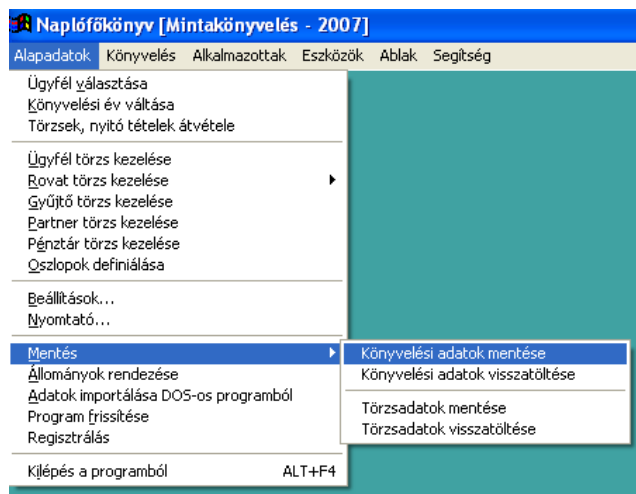 Naplófőkönyv [Mintakönyvelés - 2007]
Alapadatok Könyvelés Alkalmazottak Eszközök Ablak Segítség
Ügyfél választása
Könyvelési év váltása
Törzsek, nyitó tételek átvétele
Ügyfél törzs kezelése
Rovat törzs kezelése
Gyűjtő törzs kezelése
Partner törzs kezelése
Pénztár törzs kezelése
Oszlopok definiálása
Beállítások...
Nyomtató...
Mentés
Állományok rendezése
Adatok importálása DOS-os programból
Program frissítése
Regisztrálás
Kilépés a programból ALT+F4
Könyvelési adatok mentése
Könyvelési adatok visszatöltése
Törzsadatok mentése
Törzsadatok visszatöltése